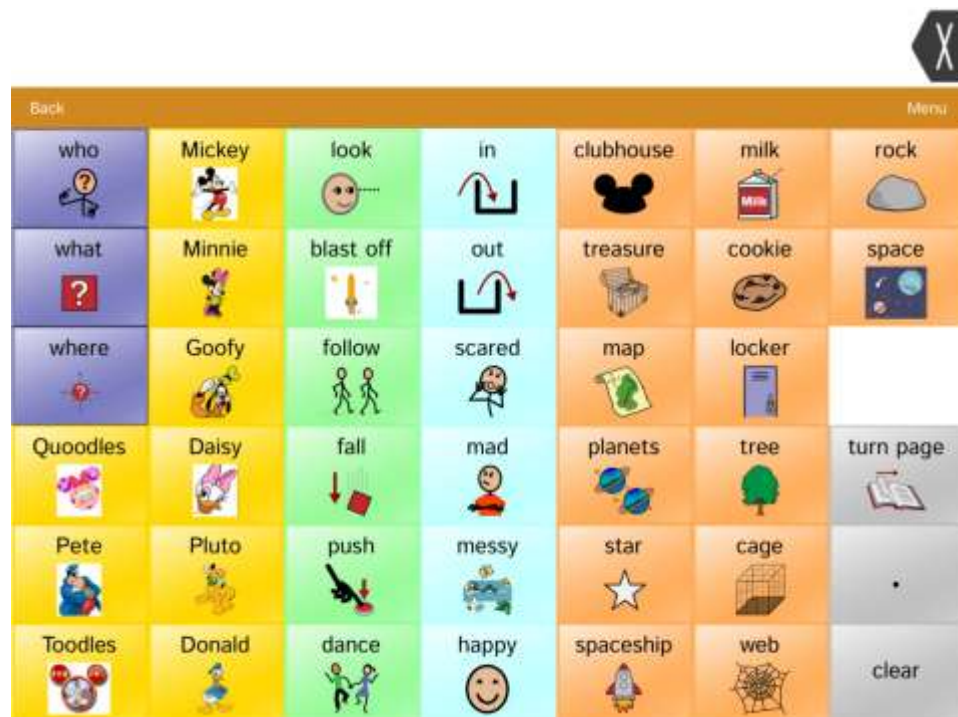 Back Menu
who Mickey look in clubhouse milk rock
Milk
what Minnie blast off out treasure cookie space
?
where Goofy follow scared map locker
Quoodles Daisy fall mad planets tree turn page
Pete Pluto push messy star cage .
Toodles Donald dance happy spaceship web clear